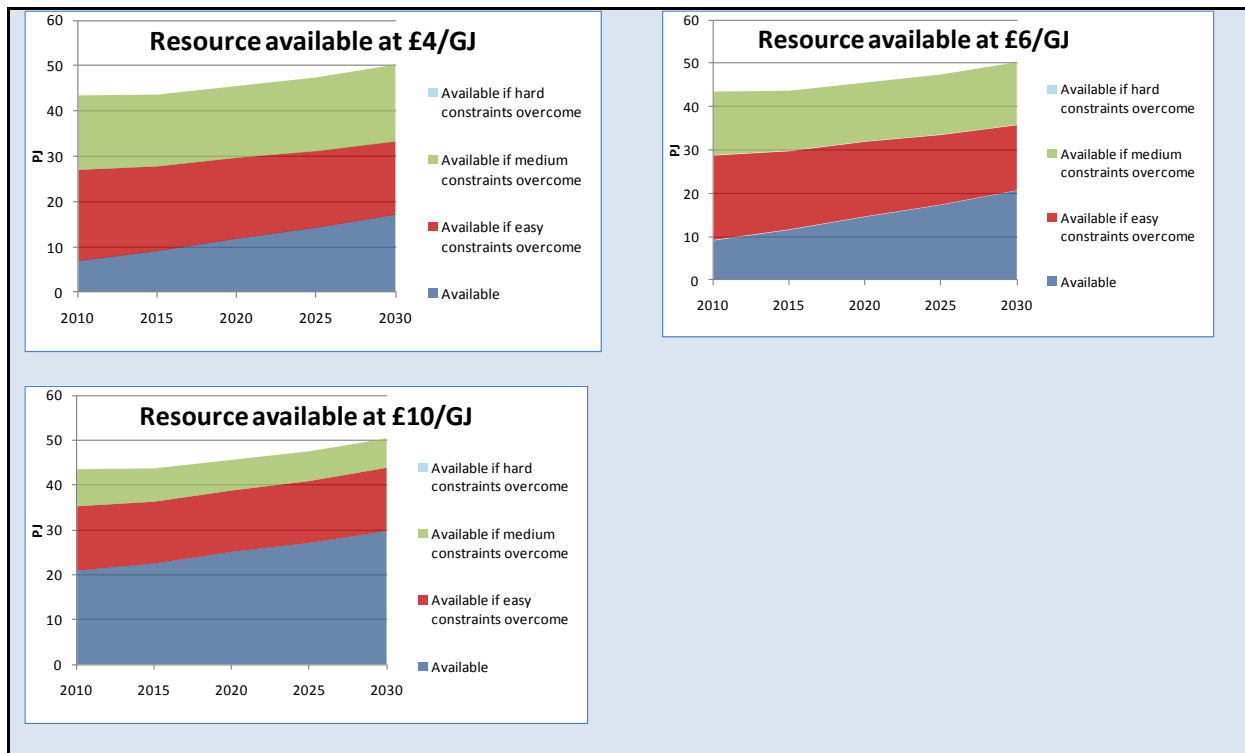 Resource available at £4/GJ
60
50
40
30
20
10
0
PJ
2010 2015 2020 2025 2030
Available if hard
constraints overcome
Available if medium
constraints overcome
Available if easy
constraints overcome
Available
Resource available at £6/GJ
60
50
40
30
20
10
0
PJ
2010 2015 2020 2025 2030
Available if hard
constraints overcome
Available if medium
constraints overcome
Available if easy
constraints overcome
Available
Resource available at £10/GJ
60
50
40
30
20
10
0
PJ
2010 2015 2020 2025 2030
Available if hard
constraints overcome
Available if medium
constraints overcome
Available if easy
constraints overcome
Available